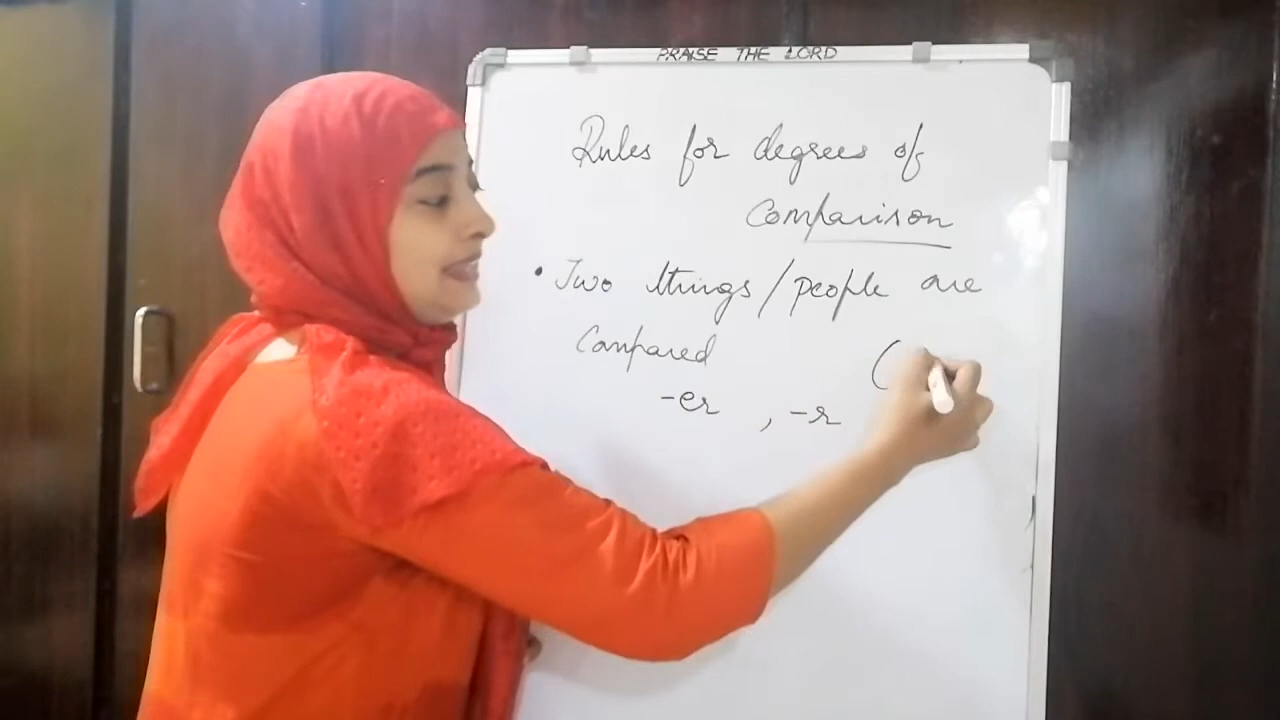 PRAISE THE LORD
Rules for degrees of
Comparison
• Two things/people are
Compared (
-er , -r